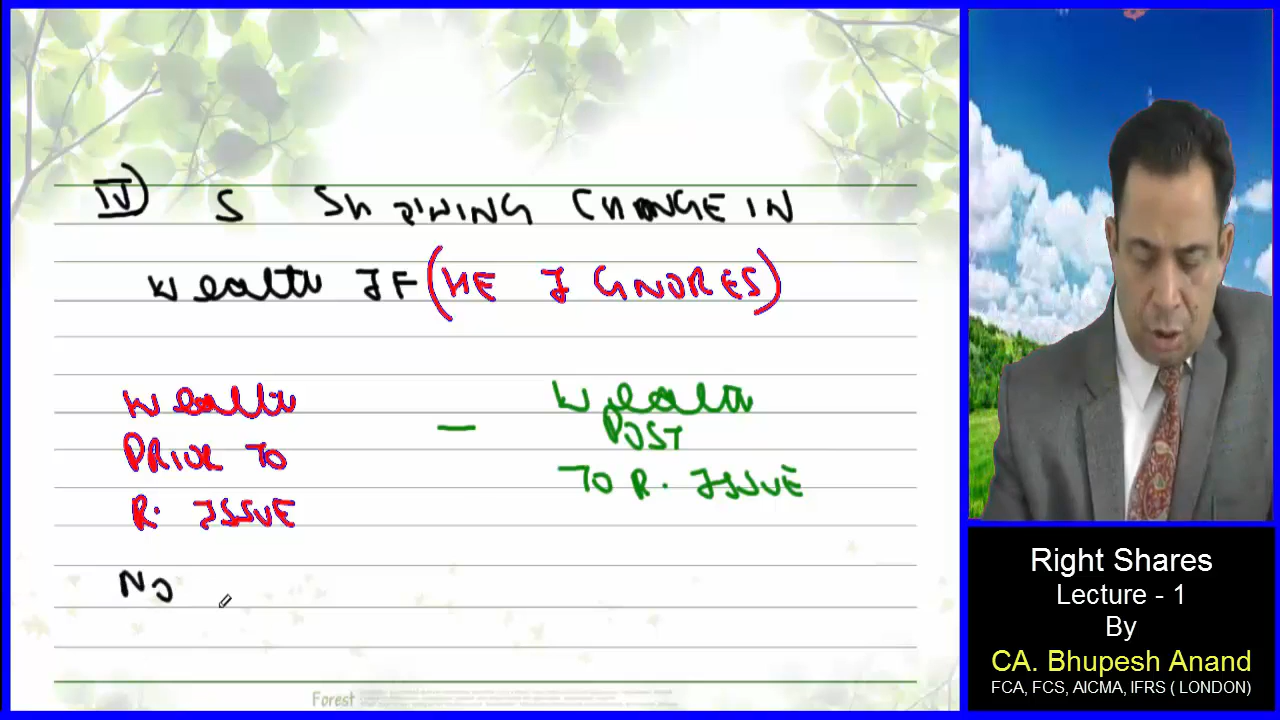 IV) S SHOWING CHANGE IN
Wealth IF (HE IGNORES)
Wealth
PRIOR TO
R. ISSUE
—
Wealth
POST
TO R. ISSUE
No
Forest
Right Shares
Lecture - 1
By
CA. Bhupesh Anand
FCA, FCS, AICMA, IFRS ( LONDON)